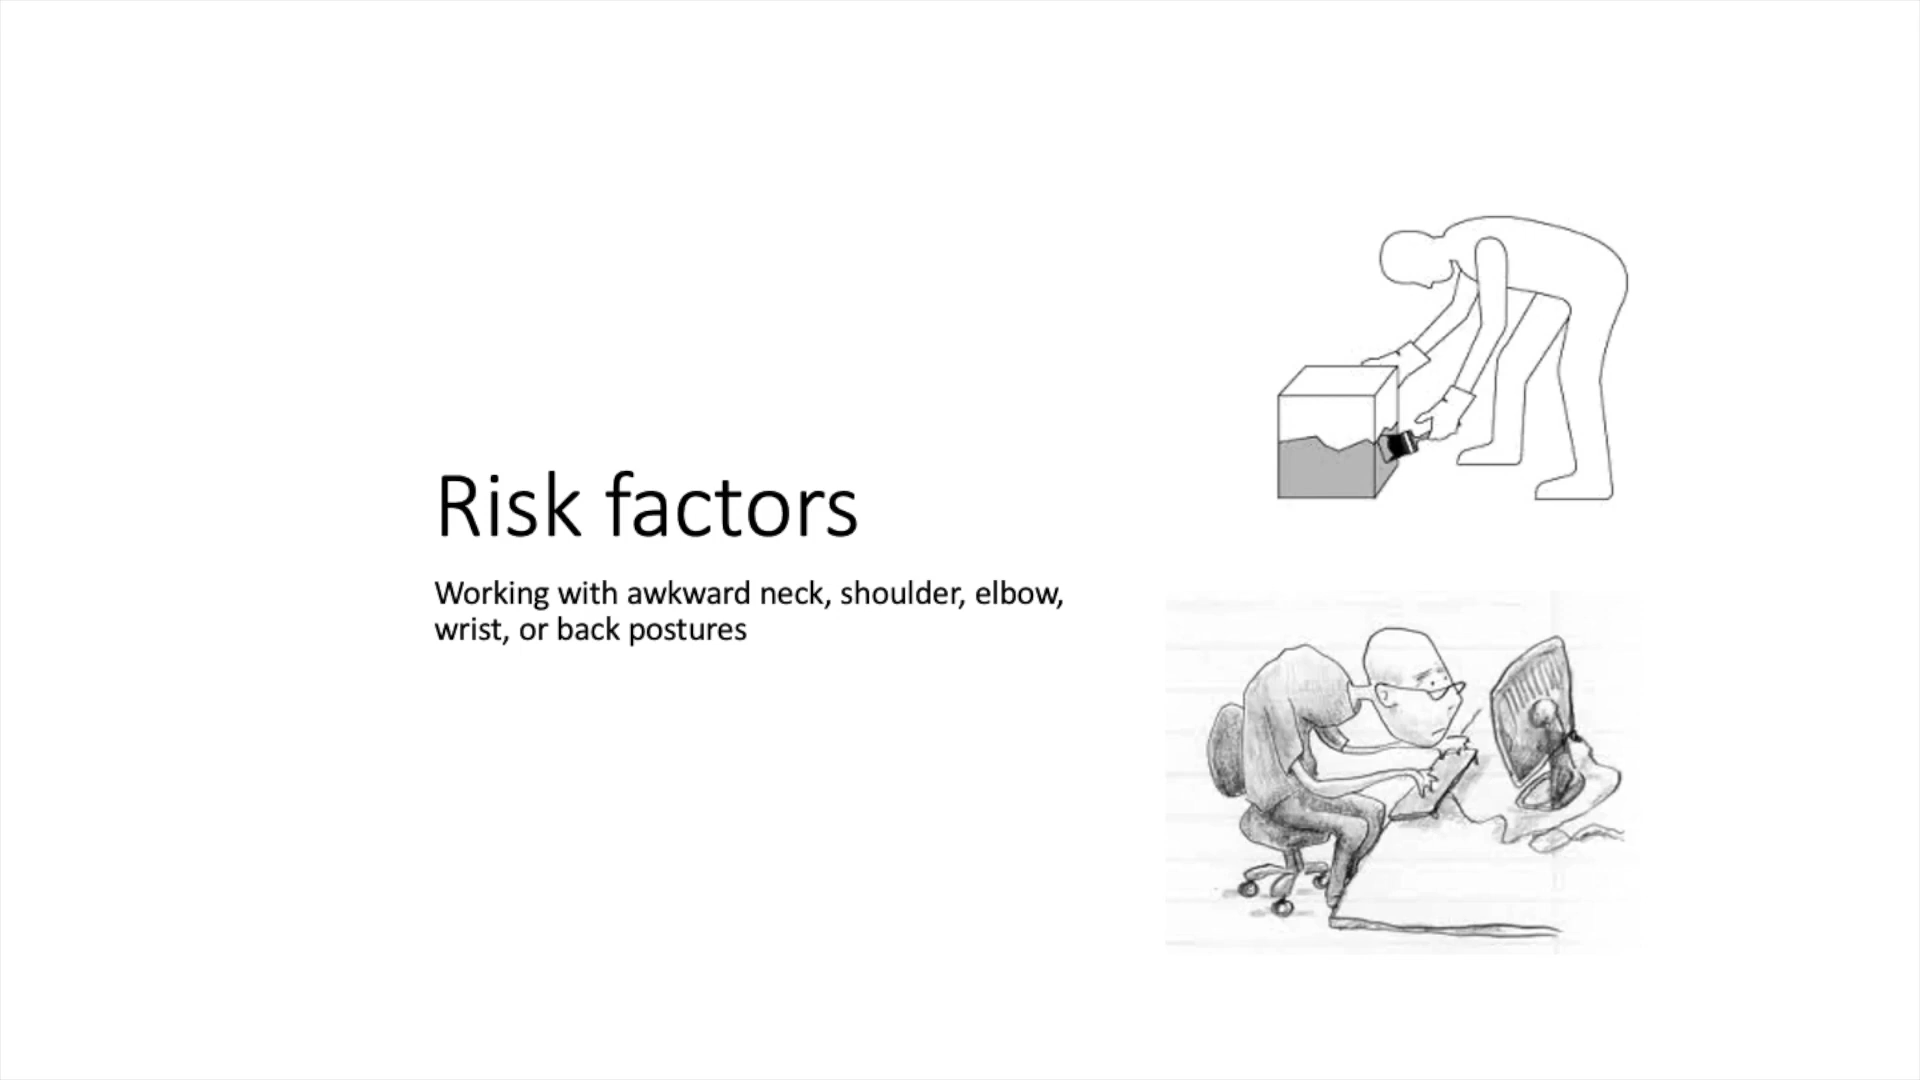 Risk factors
Working with awkward neck, shoulder, elbow,
wrist, or back postures